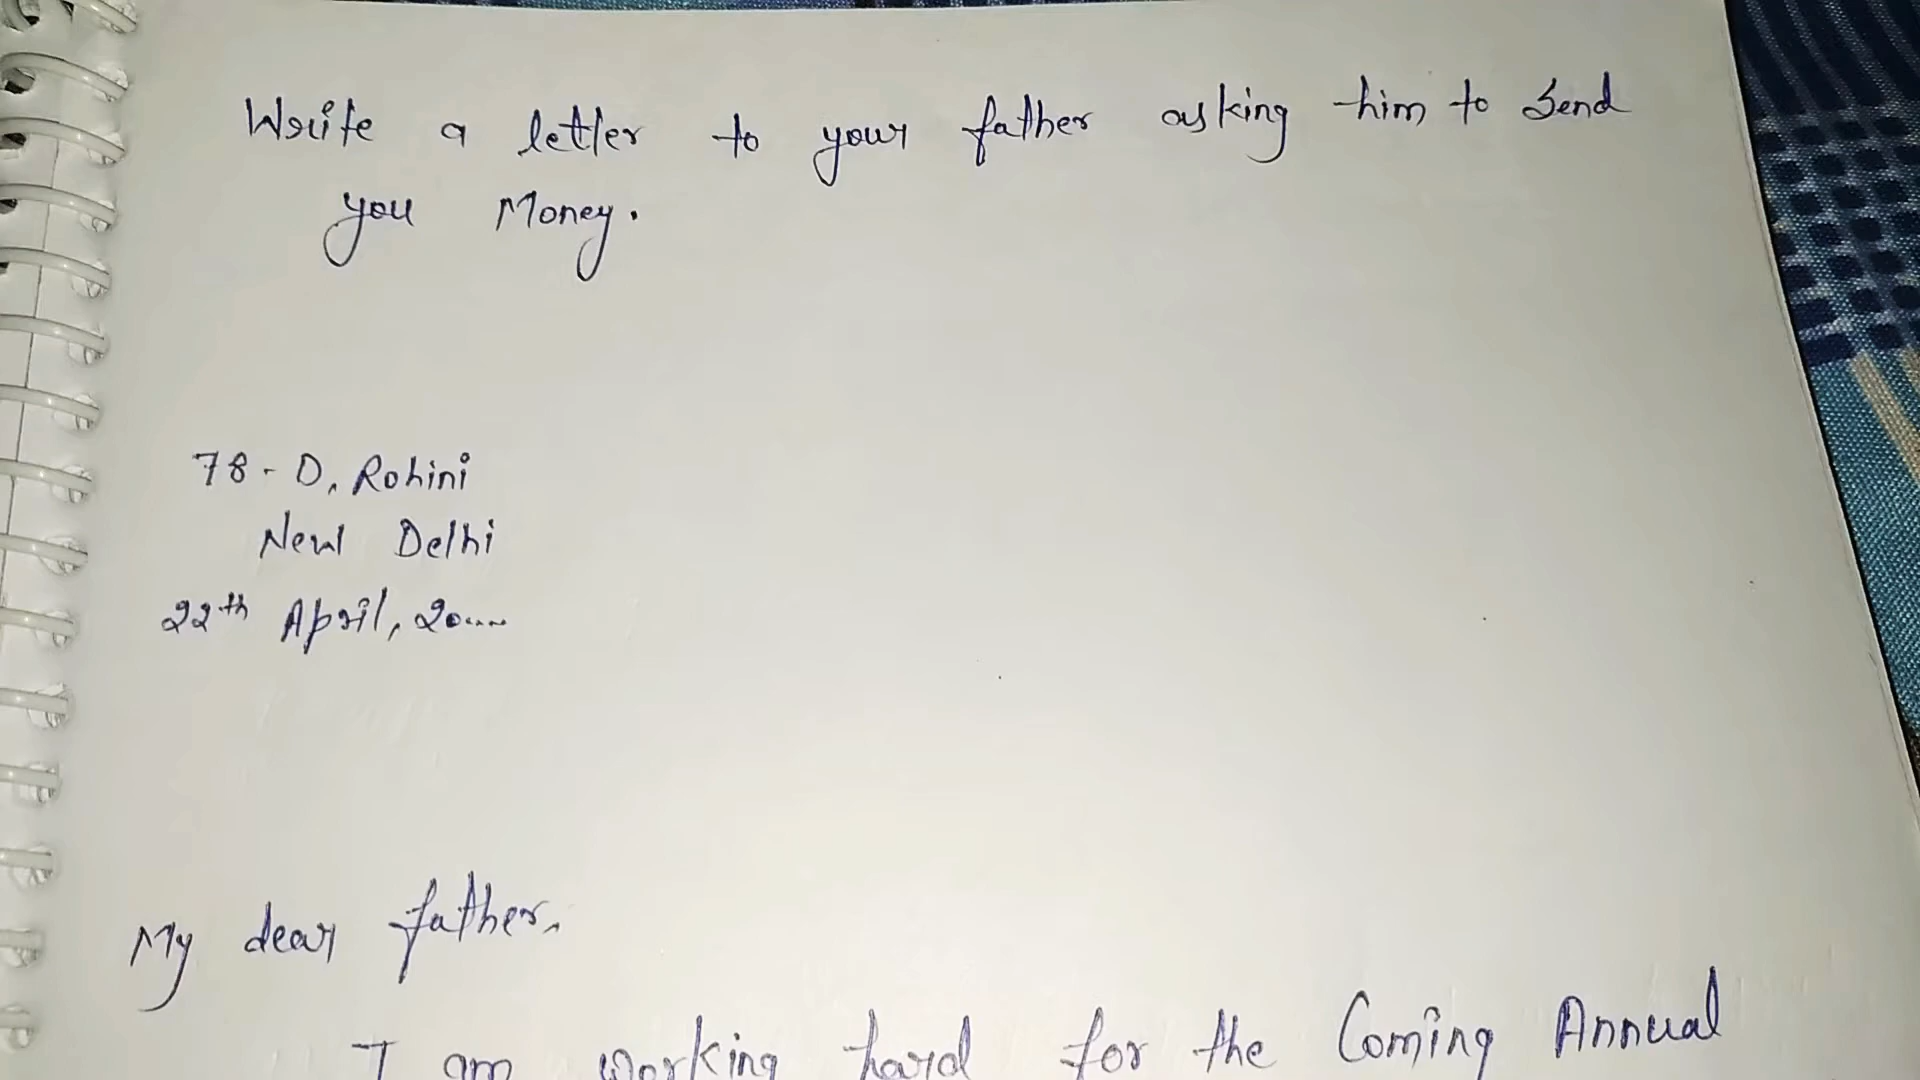 Write a letter to your father asking him to Send
you Money.
78-D, Rohini
New Delhi
22th April, 20.....
My dear father,
I am working hard for the Coming Annual